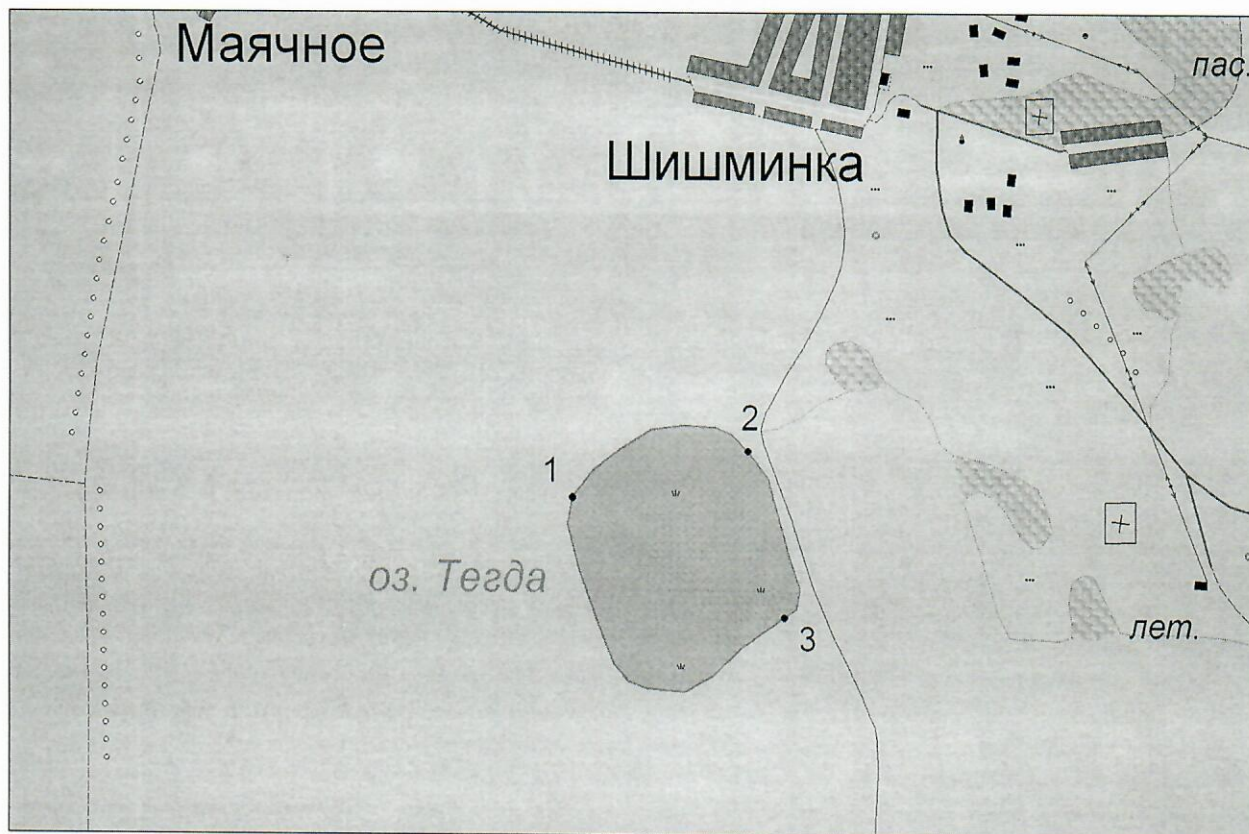 Маячное
пас.
Шишминка
2
1
оз. Тегда
3
лет.